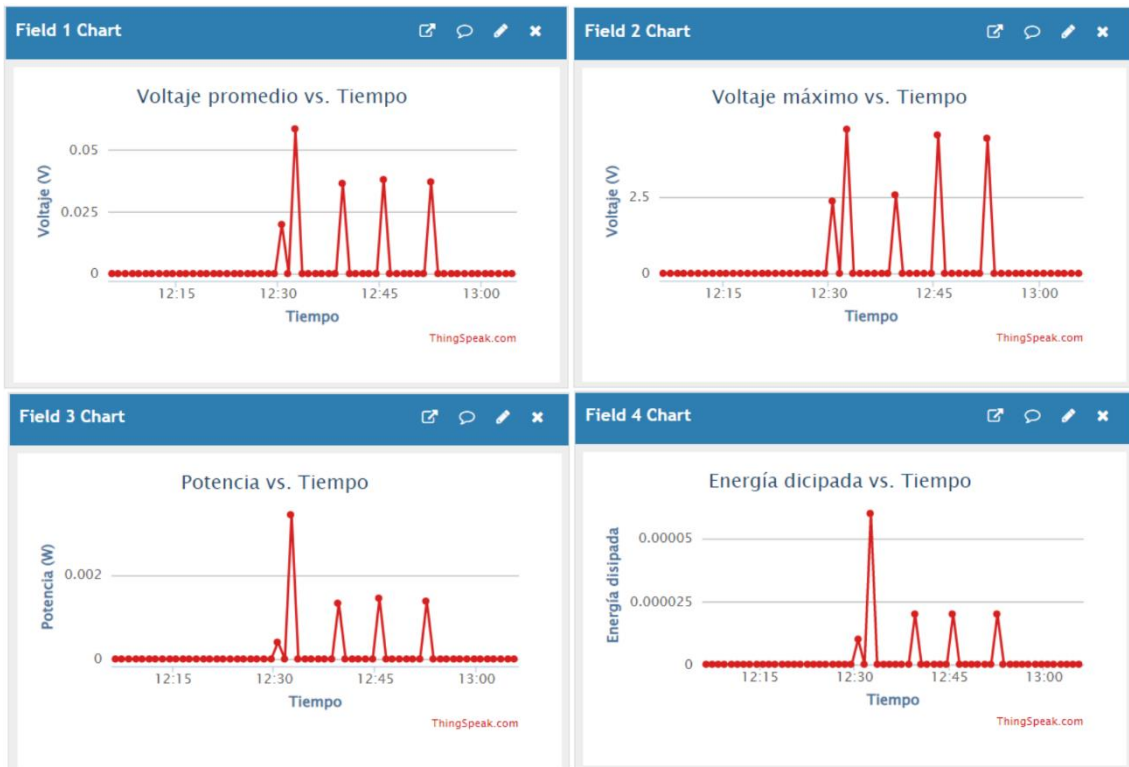 Field 1 Chart
Voltaje promedio vs. Tiempo
Voltaje (V)
0.05
0.025
0
12:15 12:30 12:45 13:00
Tiempo
ThingSpeak.com
Field 2 Chart
Voltaje máximo vs. Tiempo
Voltaje (V)
2.5
0
12:15 12:30 12:45 13:00
Tiempo
ThingSpeak.com
Field 3 Chart
Potencia vs. Tiempo
Potencia (W)
0.002
0
12:15 12:30 12:45 13:00
Tiempo
ThingSpeak.com
Field 4 Chart
Energía dicipada vs. Tiempo
Energía disipada
0.00005
0.000025
0
12:15 12:30 12:45 13:00
Tiempo
ThingSpeak.com